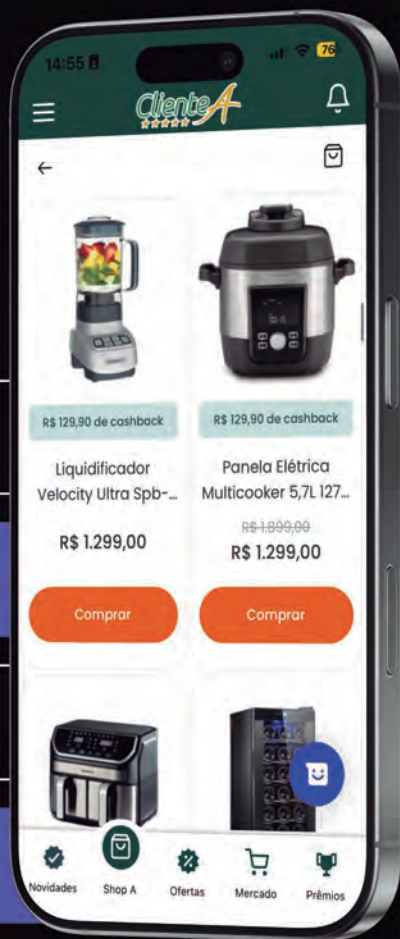 14:55
76
Cliente A
R$ 129,90 de cashback
R$ 129,90 de cashback
Liquidificador
Velocity Ultra Spb-...
Panela Elétrica
Multicooker 5,7L 127...
R$ 1.299,00
R$ 1.899,00
R$ 1.299,00
Comprar
Comprar
Novidades
Shop A
Ofertas
Mercado
Prêmios